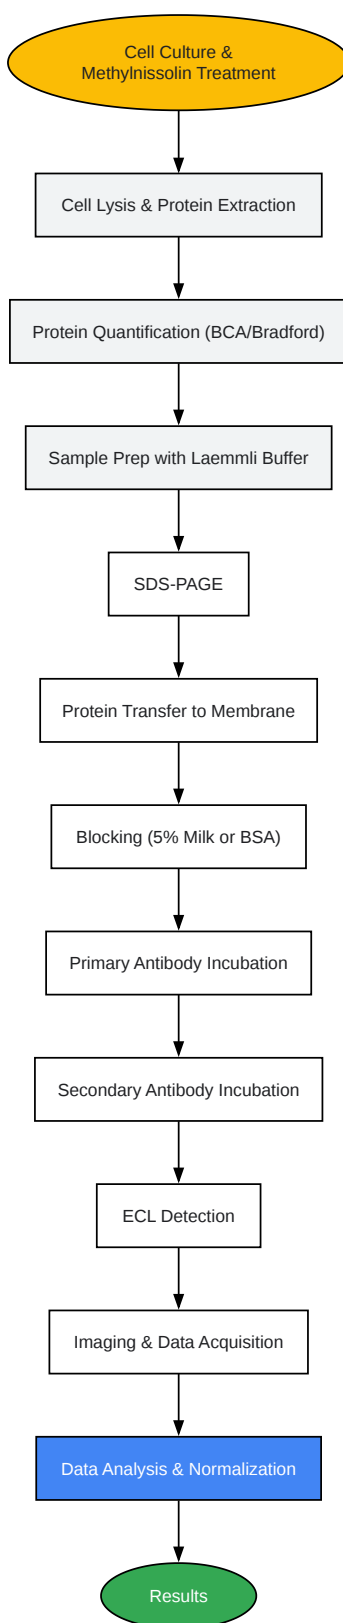 Cell Culture &
Methylnissolin Treatment
Cell Lysis & Protein Extraction
Protein Quantification (BCA/Bradford)
Sample Prep with Laemmli Buffer
SDS-PAGE
Protein Transfer to Membrane
Blocking (5% Milk or BSA)
Primary Antibody Incubation
Secondary Antibody Incubation
ECL Detection
Imaging & Data Acquisition
Data Analysis & Normalization
Results